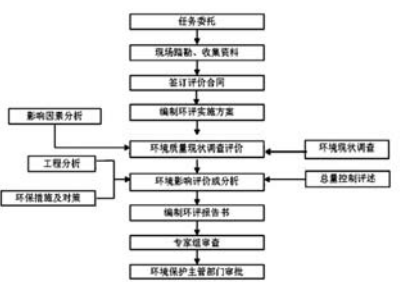 任务委托
现场踏勘、收集资料
签订评价合同
编制环评实施方案
影响因素分析
环境质量现状调查评价
环境现状调查
工程分析
环境影响评价或分析
总量控制评述
环保措施及对策
编制环评报告书
专家组审查
环境保护主管部门审批